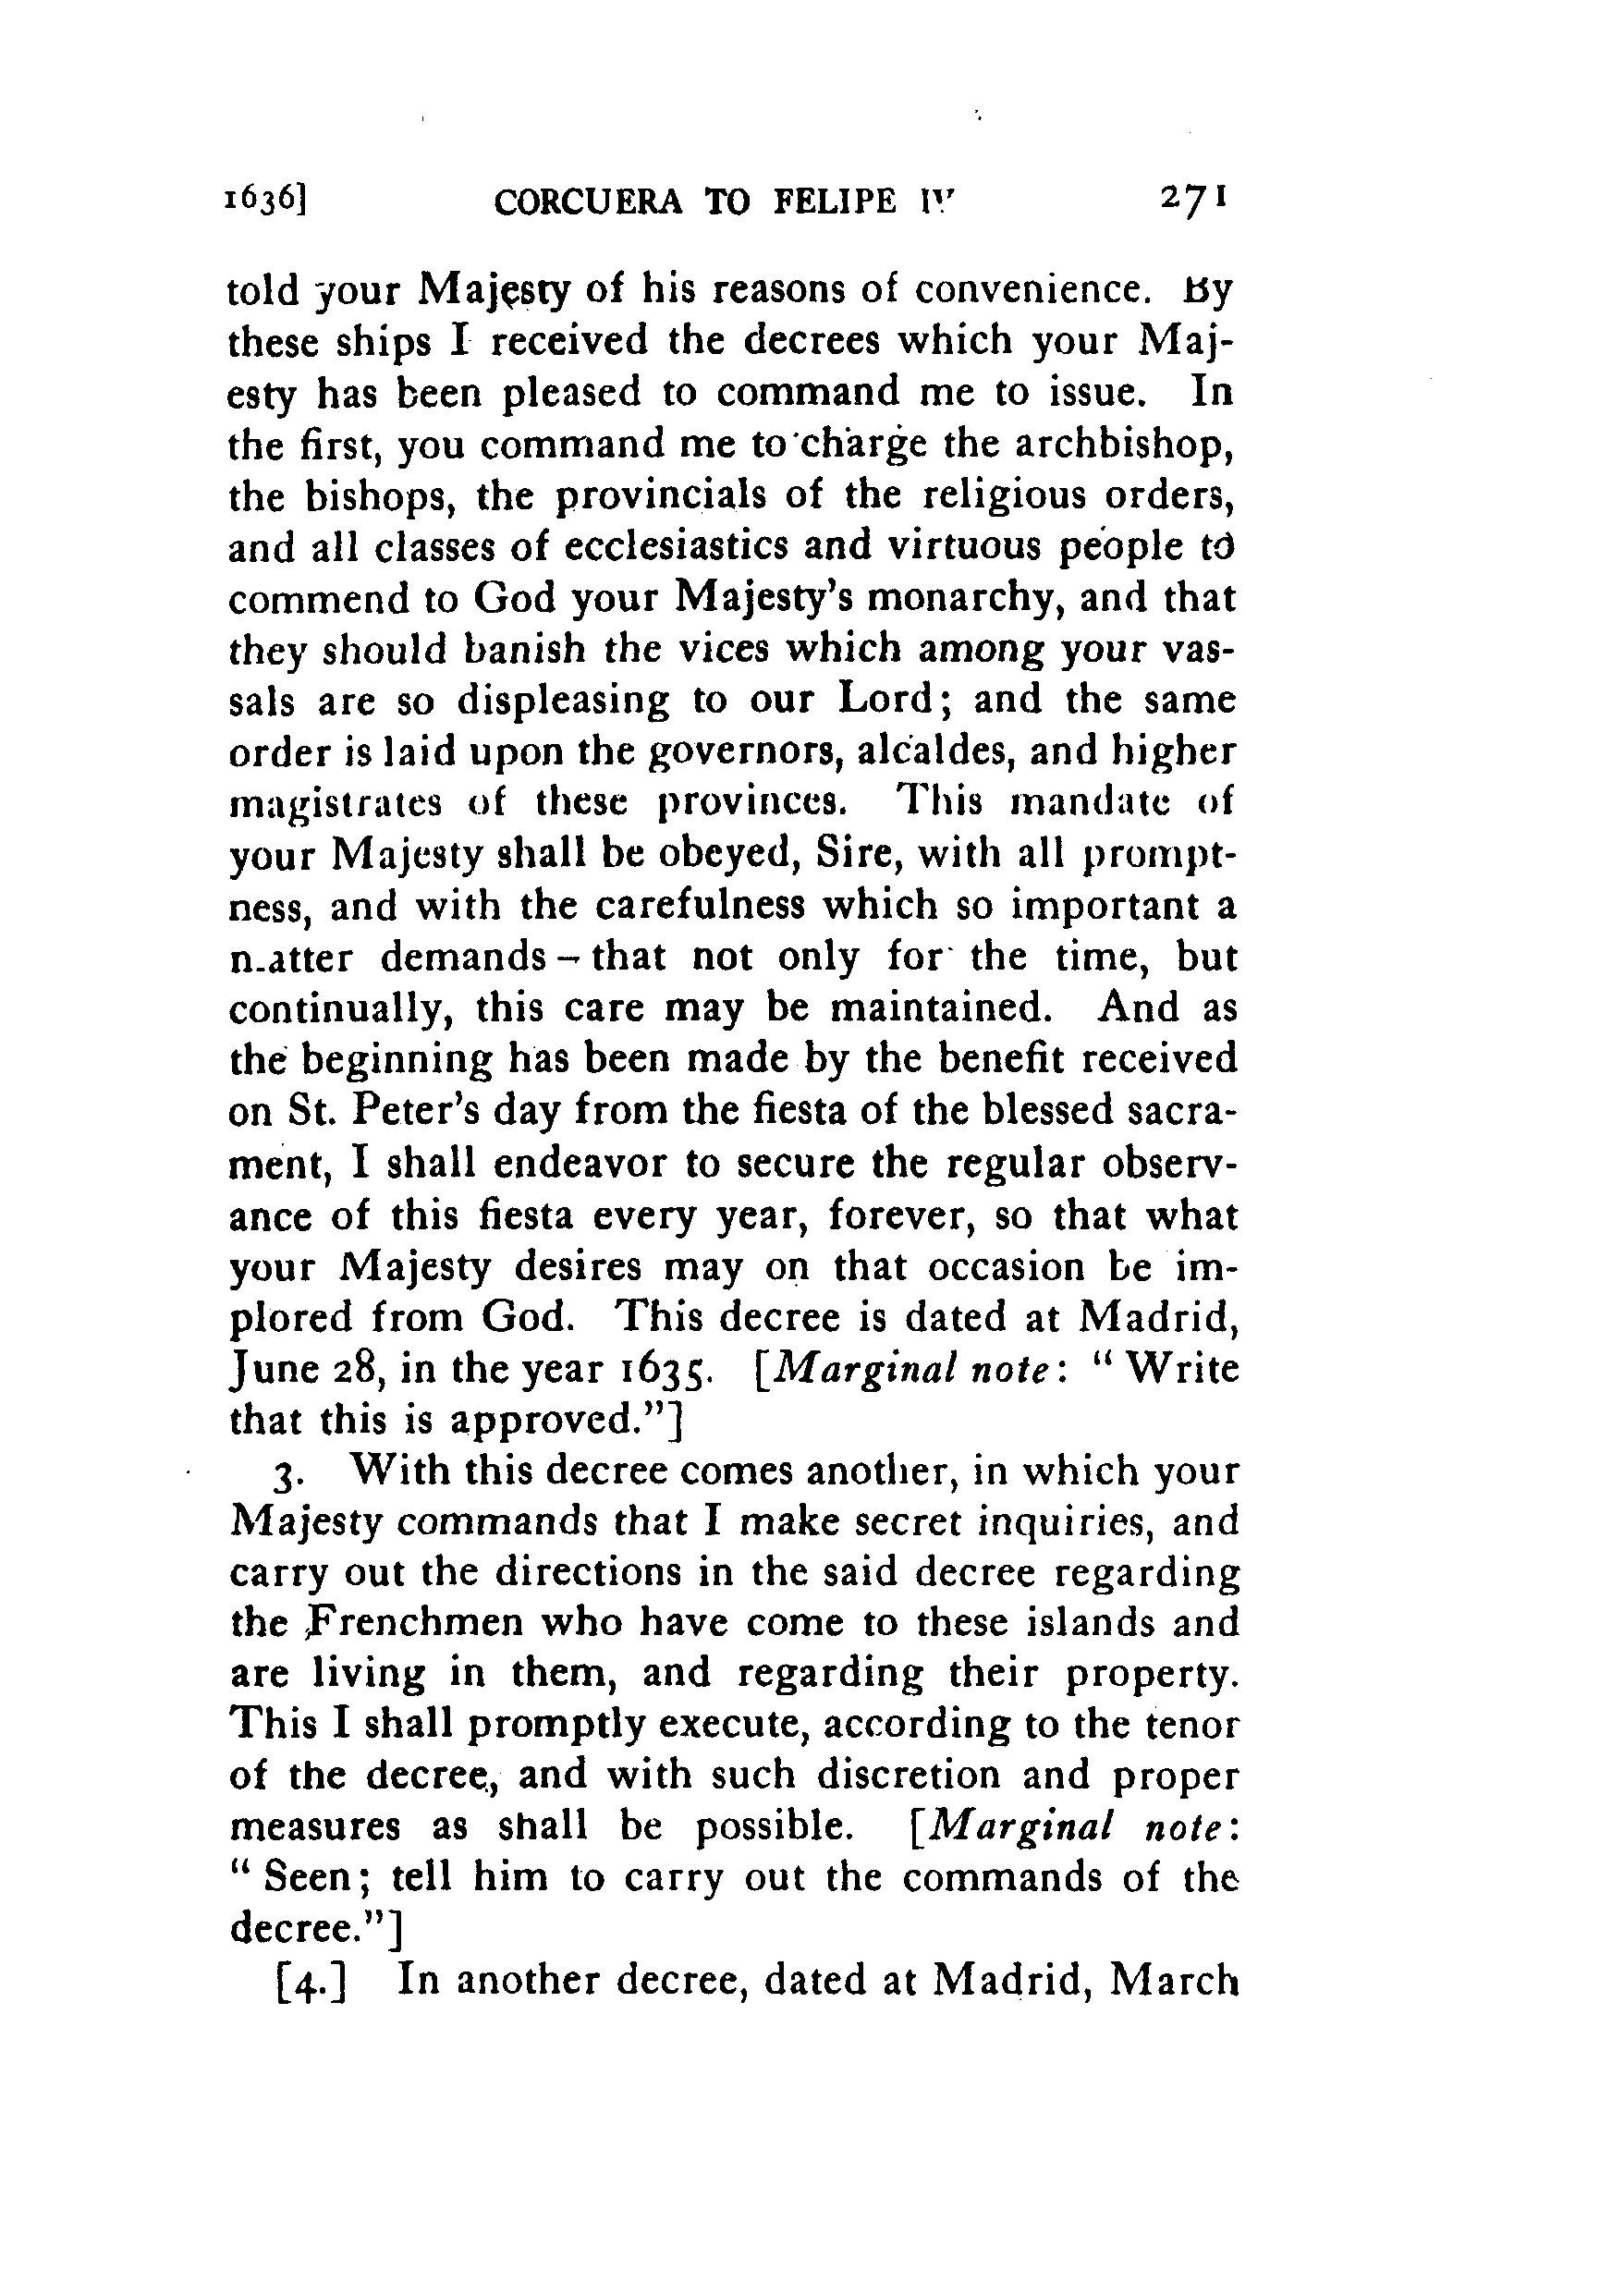 1636] CORCUERA TO FELIPE IV 271
told your Majesty of his reasons of convenience. By
these ships I received the decrees which your Maj-
esty has been pleased to command me to issue. In
the first, you command me to charge the archbishop,
the bishops, the provincials of the religious orders,
and all classes of ecclesiastics and virtuous people to
commend to God your Majesty's monarchy, and that
they should banish the vices which among your vas-
sals are so displeasing to our Lord; and the same
order is laid upon the governors, alcaldes, and higher
magistrates of these provinces. This mandate of
your Majesty shall be obeyed, Sire, with all prompt-
ness, and with the carefulness which so important a
matter demands – that not only for the time, but
continually, this care may be maintained. And as
the beginning has been made by the benefit received
on St. Peter's day from the fiesta of the blessed sacra-
ment, I shall endeavor to secure the regular observ-
ance of this fiesta every year, forever, so that what
your Majesty desires may on that occasion be im-
plored from God. This decree is dated at Madrid,
June 28, in the year 1635. [Marginal note: "Write
that this is approved."]
3. With this decree comes another, in which your
Majesty commands that I make secret inquiries, and
carry out the directions in the said decree regarding
the Frenchmen who have come to these islands and
are living in them, and regarding their property.
This I shall promptly execute, according to the tenor
of the decree, and with such discretion and proper
measures as shall be possible. [Marginal note:
"Seen; tell him to carry out the commands of the
decree."]
[4.] In another decree, dated at Madrid, March